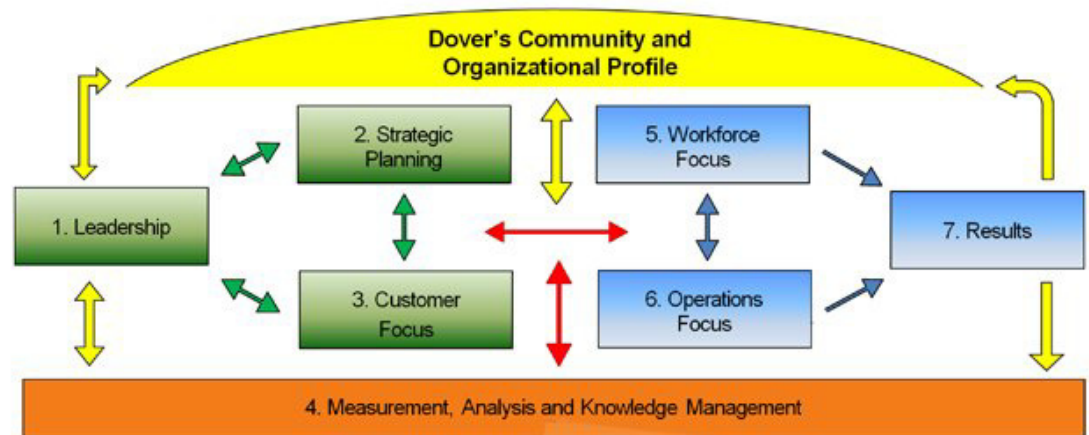 Dover's Community and
Organizational Profile
1. Leadership
2. Strategic
Planning
3. Customer
Focus
5. Workforce
Focus
6. Operations
Focus
7. Results
4. Measurement, Analysis and Knowledge Management